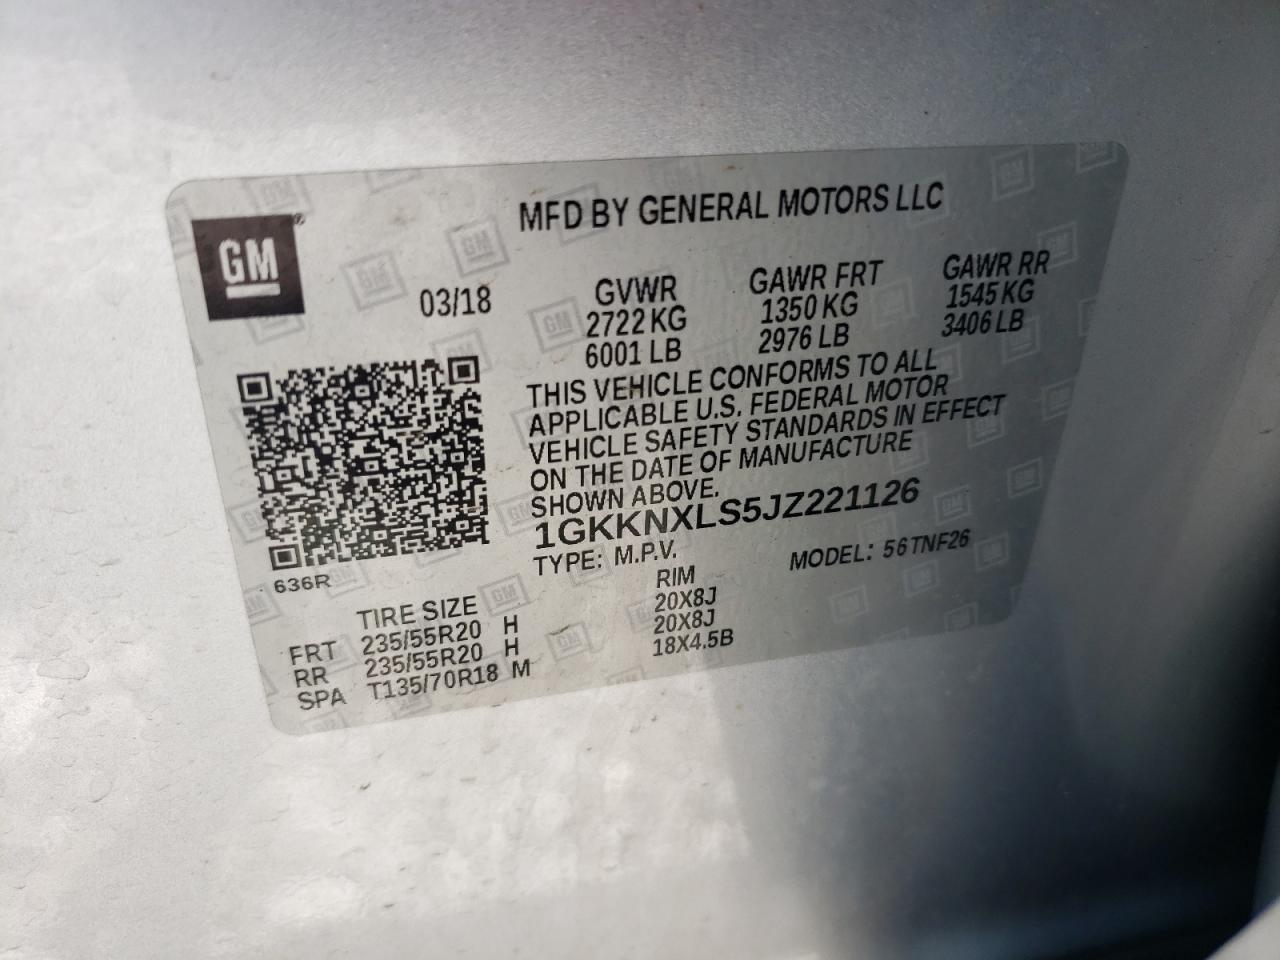 GM
MFD BY GENERAL MOTORS LLC
03/18
GVWR GAWR FRT GAWR RR
2722 KG 1350 KG 1545 KG
6001 LB 2976 LB 3406 LB
THIS VEHICLE CONFORMS TO ALL
APPLICABLE U.S. FEDERAL MOTOR
VEHICLE SAFETY STANDARDS IN EFFECT
ON THE DATE OF MANUFACTURE
SHOWN ABOVE.
1GKKNXLS5JZ221126
TYPE: M.P.V. MODEL: 56TNF26
636R
TIRE SIZE RIM
FRT 235/55R20 H 20X8J
RR 235/55R20 H 20X8J
SPA T135/70R18 M 18X4.5B